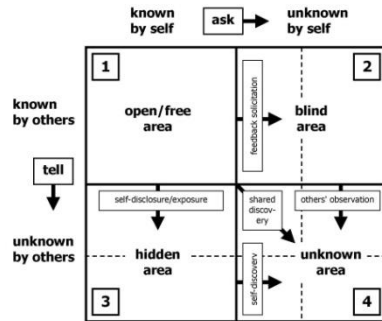 known
by self
ask
unknown
by self
1
2
known
by others
open/free
area
feedback solicitation
blind
area
tell
self-disclosure/exposure
shared
discov-
ery
others' observation
unknown
by others
hidden
area
self-discovery
unknown
area
3
4